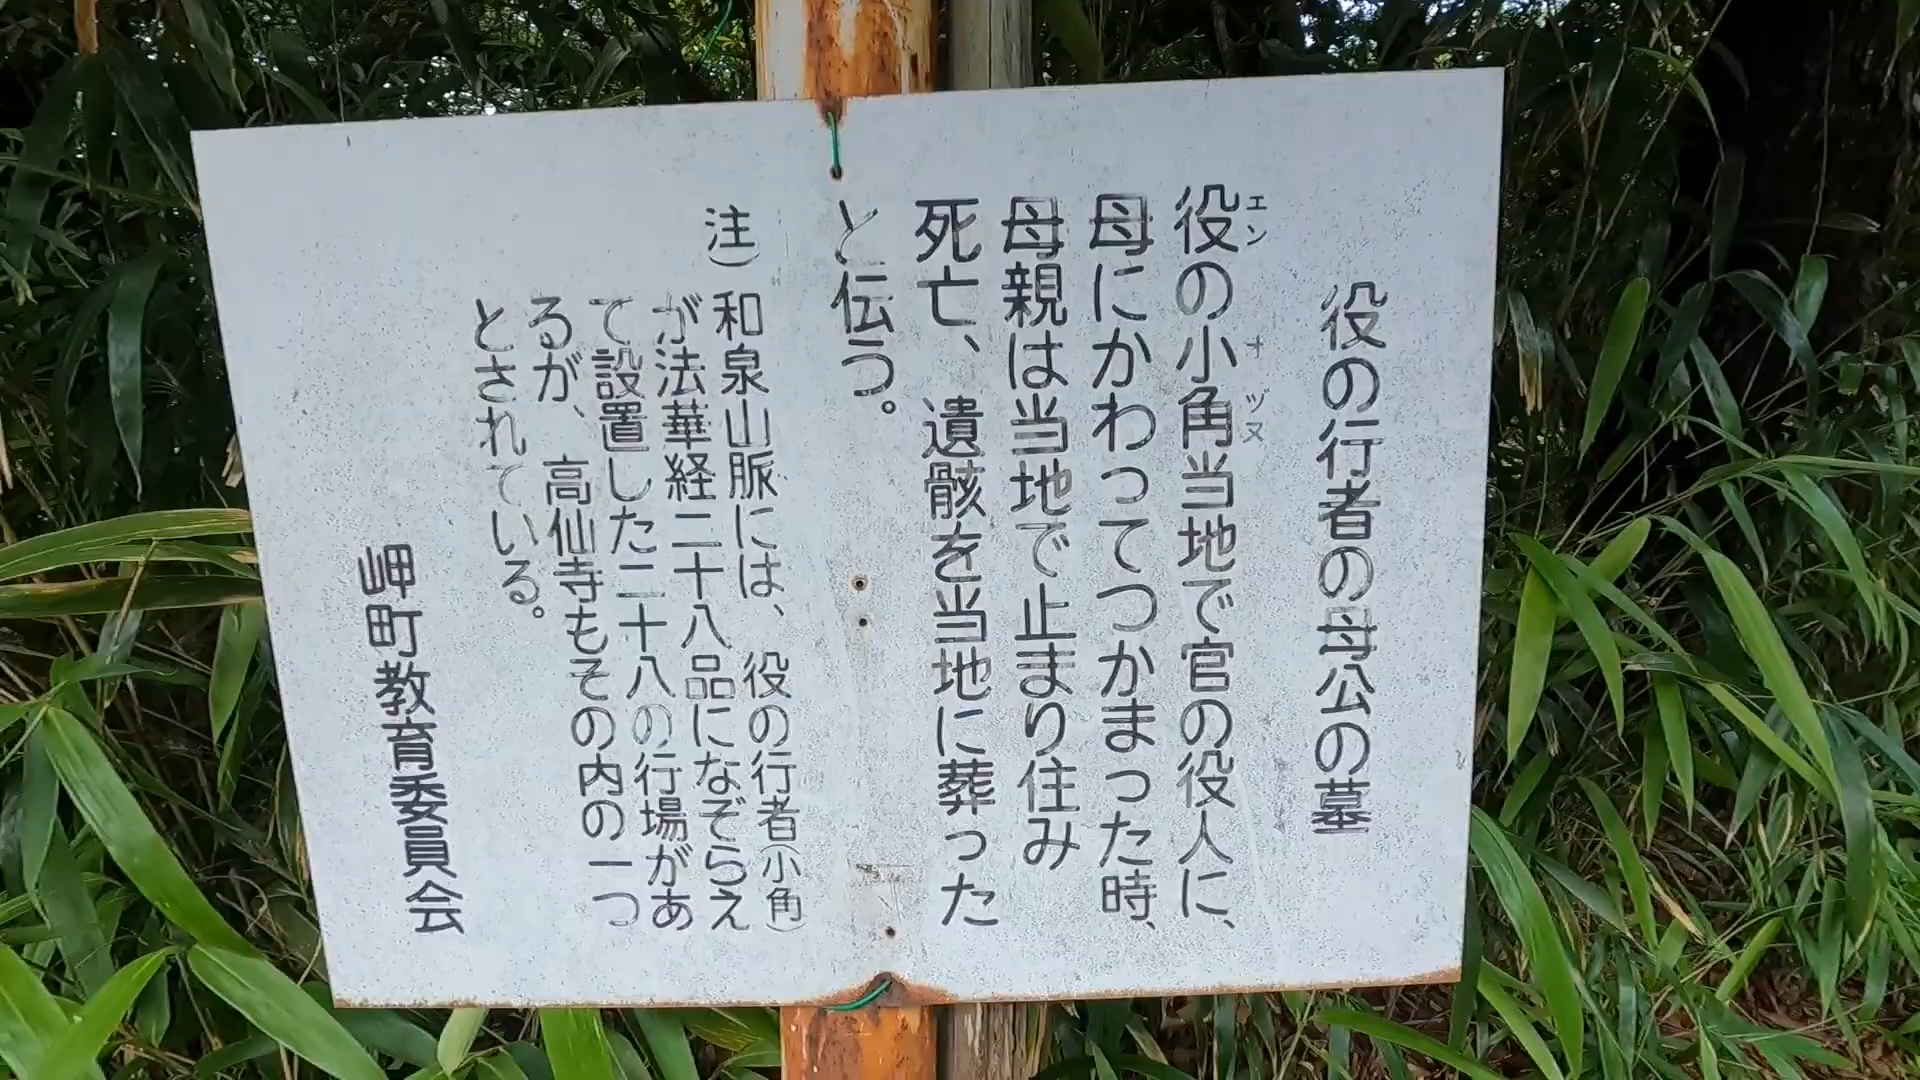 役の行者の母公の墓
役の小角当地で官の役人に、
エン オヅヌ
母にかわってつかまった時、
母親は当地で止まり住み
死亡、遺骸を当地に葬った
と伝う。
注)和泉山脈には、役の行者(小角)
が法華経二十八品になぞらえ
て設置した二十八の行場があ
るが、高仙寺もその内の一つ
とされている。
岬町教育委員会